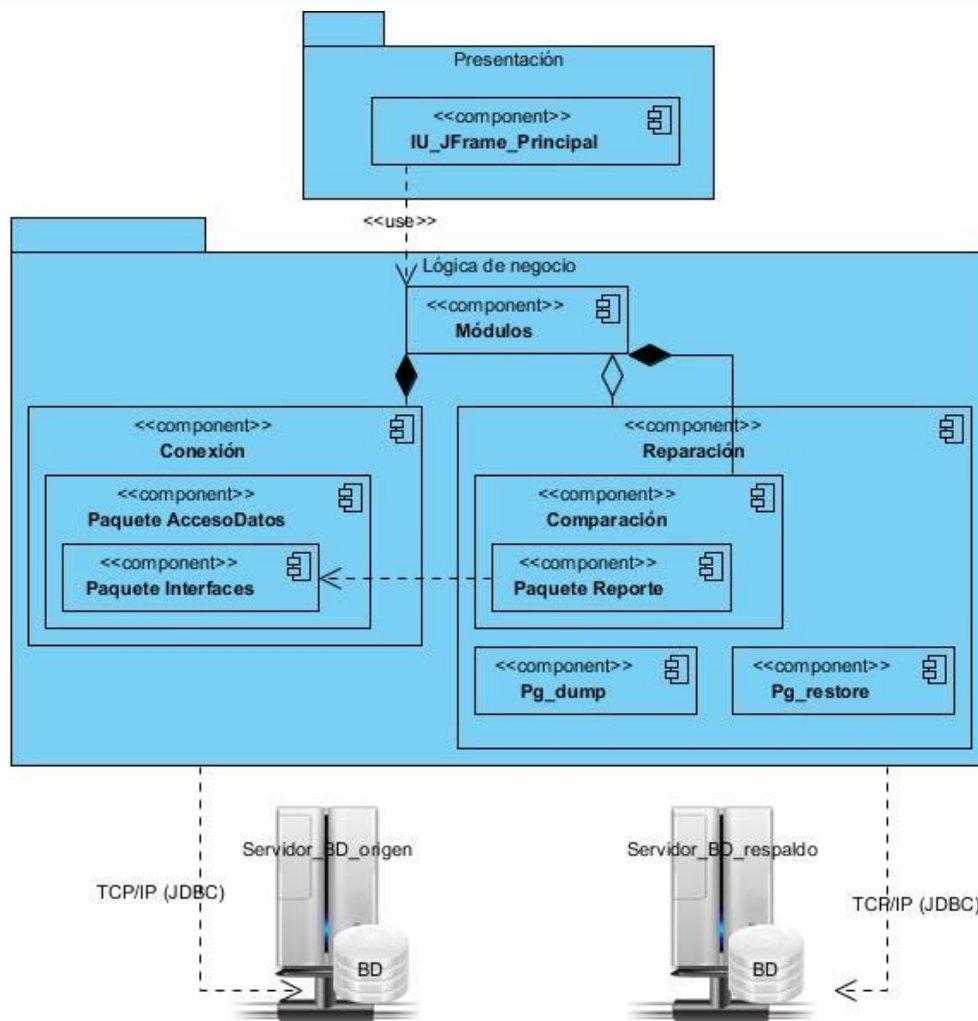 Presentación
<<component>>
IU_JFrame_Principal
<<use>>
Lógica de negocio
<<component>>
Módulos
<<component>>
Conexión
<<component>>
Paquete AccesoDatos
<<component>>
Paquete Interfaces
<<component>>
Reparación
<<component>>
Comparación
<<component>>
Paquete Reporte
<<component>>
Pg_dump
<<component>>
Pg_restore
Servidor_BD_origen
TCP/IP (JDBC)
BD
Servidor_BD_respaldo
TCP/IP (JDBC)
BD